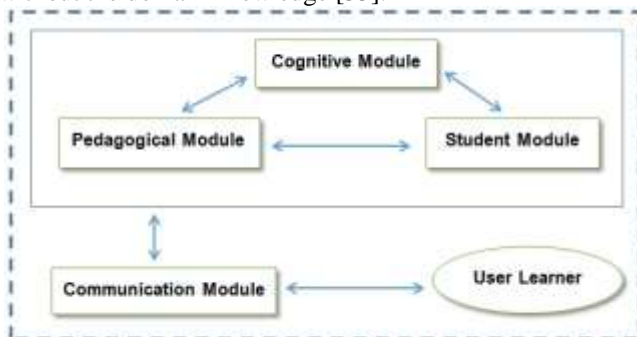 Cognitive Module
Pedagogical Module
Student Module
Communication Module
User Learner